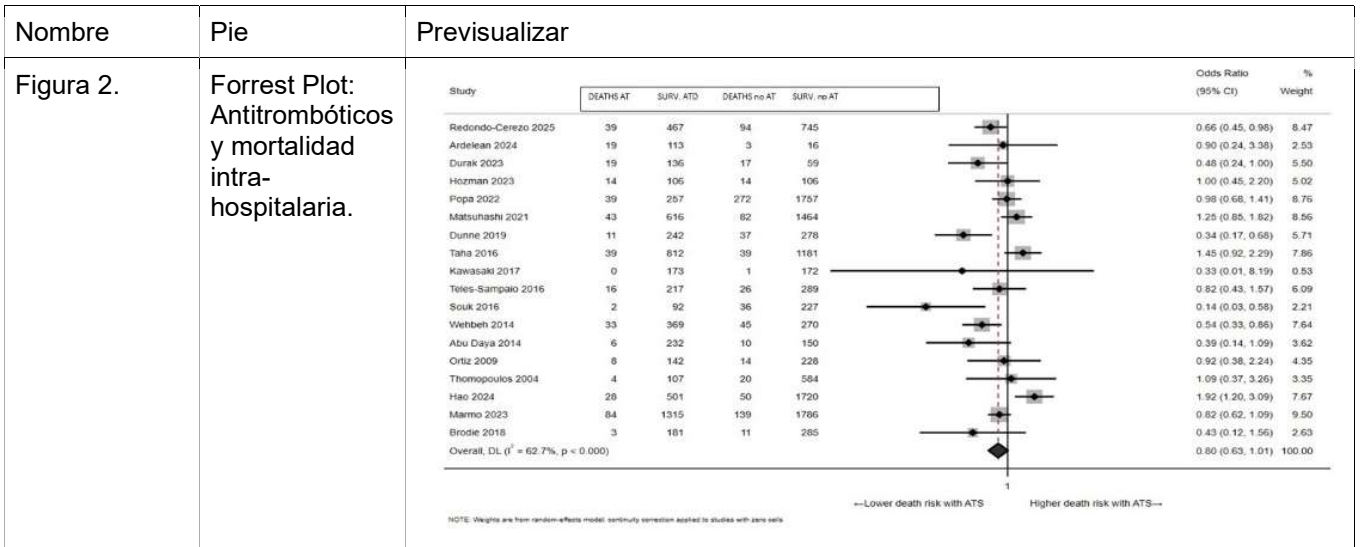 Nombre Pie Previsualizar
Figura 2. Forrest Plot:
Antitrombóticos
y mortalidad
intra-
hospitalaria.
Odds Ratio %
Study DEATHS AT SURV. ATD DEATHS no AT SURV. no AT (95% CI) Weight
Redondo-Cerezo 2025 39 467 94 745 0.66 (0.45, 0.98) 8.47
Ardelean 2024 19 113 3 16 0.90 (0.24, 3.38) 2.53
Durak 2023 19 136 17 59 0.48 (0.24, 1.00) 5.50
Hozman 2023 14 106 14 106 1.00 (0.45, 2.20) 5.02
Popa 2022 39 257 272 1757 0.98 (0.68, 1.41) 8.76
Matsuhashi 2021 43 616 82 1464 1.25 (0.85, 1.82) 8.56
Dunne 2019 11 242 37 278 0.34 (0.17, 0.68) 5.71
Taha 2016 39 812 39 1181 1.45 (0.92, 2.29) 7.86
Kawasaki 2017 0 173 1 172 0.33 (0.01, 8.19) 0.53
Teles-Sampaio 2016 16 217 26 289 0.82 (0.43, 1.57) 6.09
Souk 2016 2 92 36 227 0.14 (0.03, 0.58) 2.21
Wehbeh 2014 33 369 45 270 0.54 (0.33, 0.86) 7.64
Abu Daya 2014 6 232 10 150 0.39 (0.14, 1.09) 3.62
Ortiz 2009 8 142 14 228 0.92 (0.38, 2.24) 4.35
Thomopoulos 2004 4 107 20 584 1.09 (0.37, 3.26) 3.35
Hao 2024 28 501 50 1720 1.92 (1.20, 3.09) 7.67
Marmo 2023 84 1315 139 1786 0.82 (0.62, 1.09) 9.50
Brodie 2018 3 181 11 285 0.43 (0.12, 1.56) 2.63
Overall, DL (I² = 62.7%, p < 0.000) 0.80 (0.63, 1.01) 100.00
1
←Lower death risk with ATS Higher death risk with ATS→
NOTE: Weights are from random-effects model; continuity correction applied to studies with zero cells